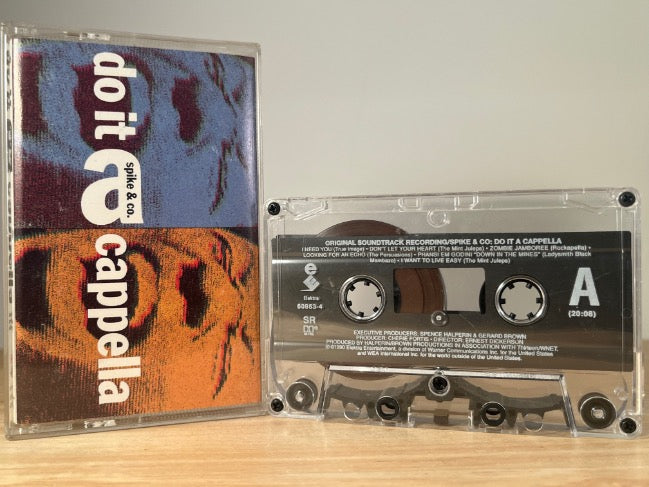 do it
a
spike & co.
cappella
ORIGINAL SOUNDTRACK RECORDING/SPIKE & CO: DO IT A CAPPELLA
I NEED YOU (True Image) • DON'T LET YOUR HEART (The Mint Juleps) • ZOMBIE JAMBOREE (Rockapella) •
LOOKING FOR AN ECHO (The Persuasions) • PHANSI EM GODINI "DOWN IN THE MINES" (Ladysmith Black
Mambazo) • I WANT TO LIVE EASY (The Mint Juleps)
e
Elektra
60953-4
SR
A
(20:08)
EXECUTIVE PRODUCERS: SPENCE HALPERIN & GERARD BROWN
PRODUCER: CHERIE FORTIS • DIRECTOR: ERNEST DICKERSON
PRODUCED BY HALPERIN/BROWN PRODUCTIONS IN ASSOCIATION WITH Thirteen/WNET.
℗ ©1990 Elektra Entertainment, a division of Warner Communications Inc. for the United States
and WEA International Inc. for the world outside of the United States.